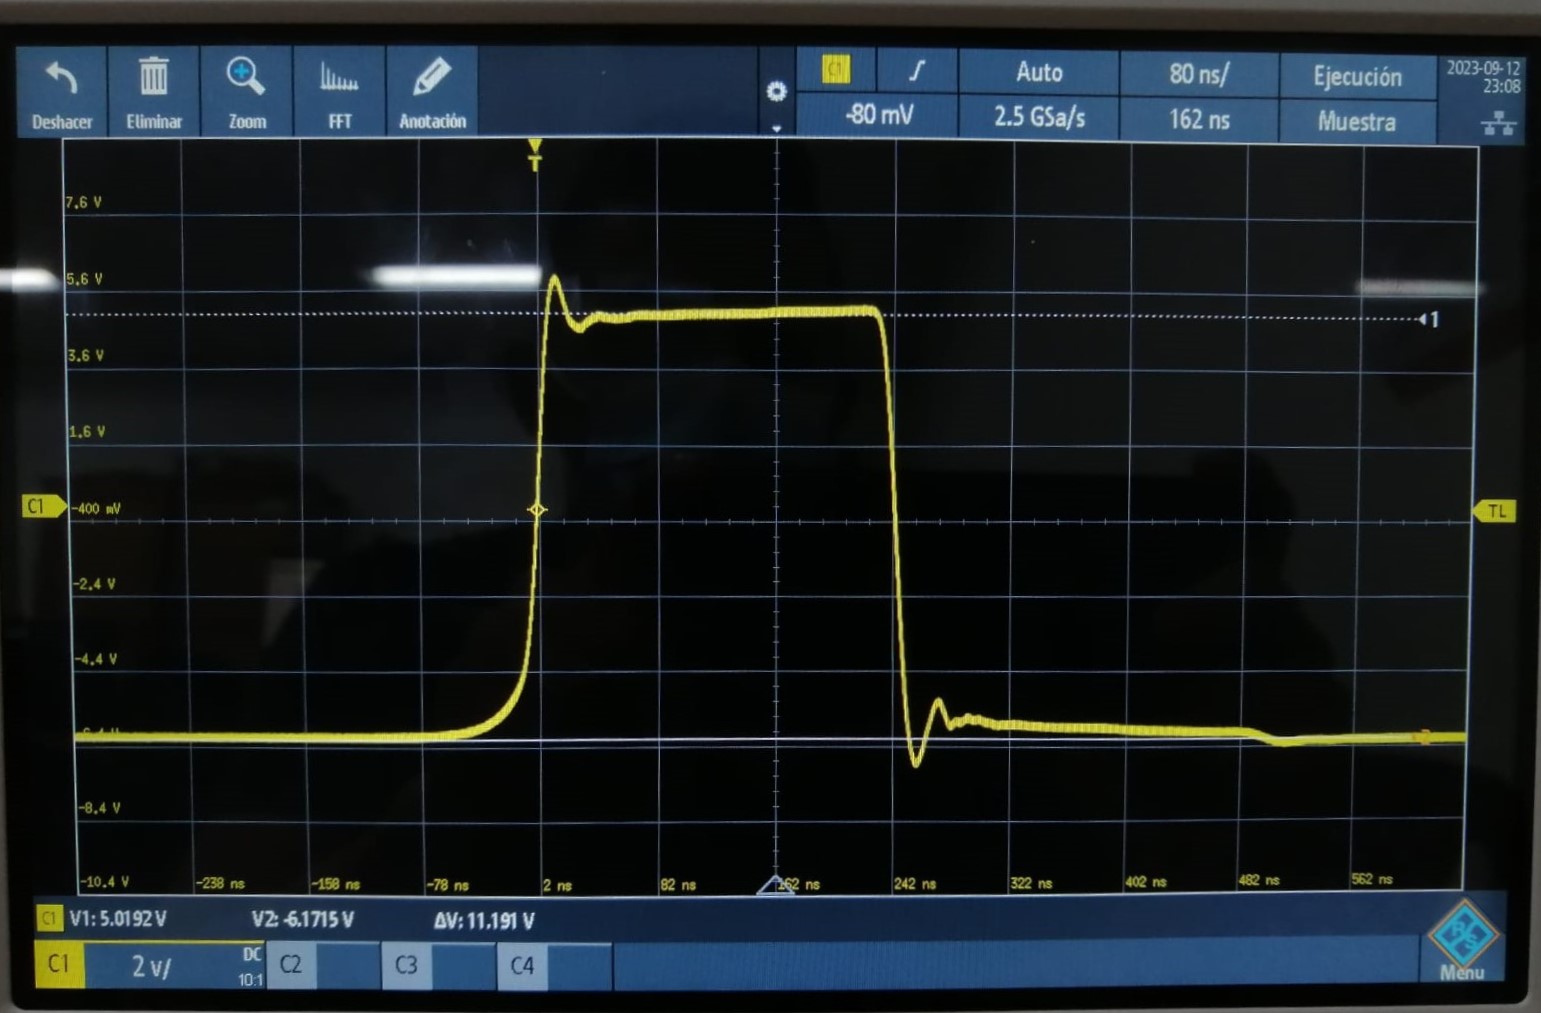 C1
Auto
80 ns/
Ejecución
2023-09-12
23:08
-80 mV
2.5 GSa/s
162 ns
Muestra
Deshacer
Eliminar
Zoom
FFT
Anotación
T
7.6 V
5.6 V
1
3.6 V
1.6 V
C1
-400 mV
TL
-2.4 V
-4.4 V
-8.4 V
-10.4 V
-238 ns
-158 ns
-78 ns
2 ns
82 ns
162 ns
242 ns
322 ns
402 ns
482 ns
562 ns
C1 V1: 5.0192 V V2: -6.1715 V ΔV: 11.191 V
C1 2 V/ DC 10:1 C2 C3 C4
R&S
Menu